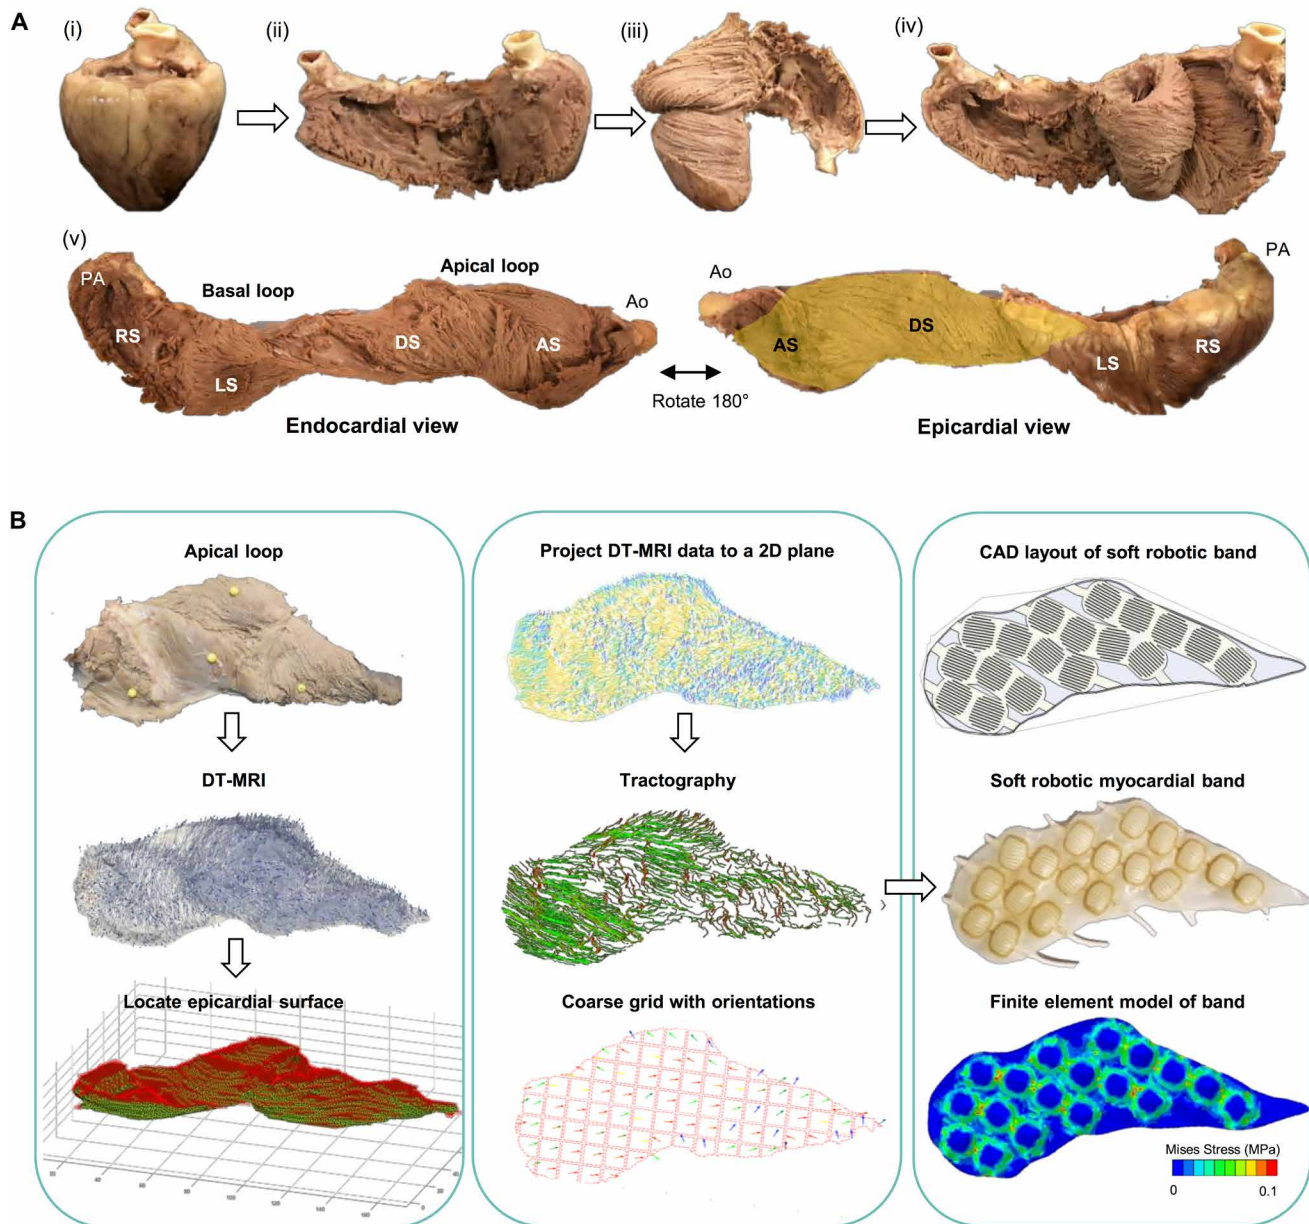 A
(i)
(ii)
(iii)
(iv)
(v)
PA
RS
Basal loop
LS
Apical loop
DS
AS
Ao
Endocardial view
Rotate 180°
Ao
AS
DS
LS
RS
PA
Epicardial view
B
Apical loop
DT-MRI
Locate epicardial surface
Project DT-MRI data to a 2D plane
Tractography
Coarse grid with orientations
CAD layout of soft robotic band
Soft robotic myocardial band
Finite element model of band
Mises Stress (MPa)
0
0.1